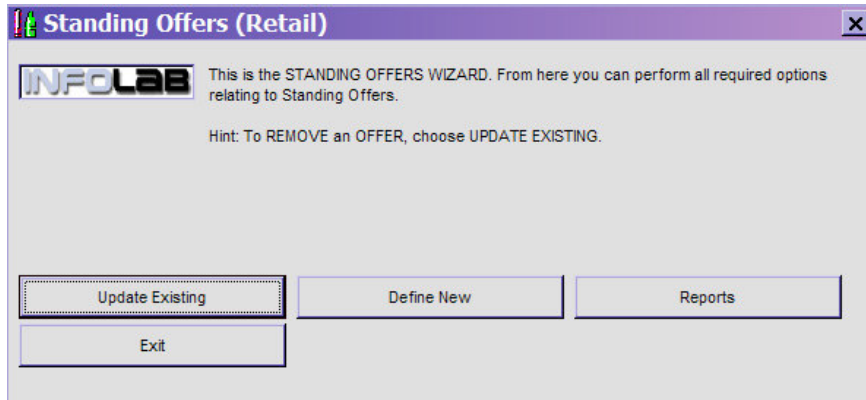 Standing Offers (Retail)
INFOLAB
This is the STANDING OFFERS WIZARD. From here you can perform all required options
relating to Standing Offers.
Hint: To REMOVE an OFFER, choose UPDATE EXISTING.
Update Existing
Define New
Reports
Exit